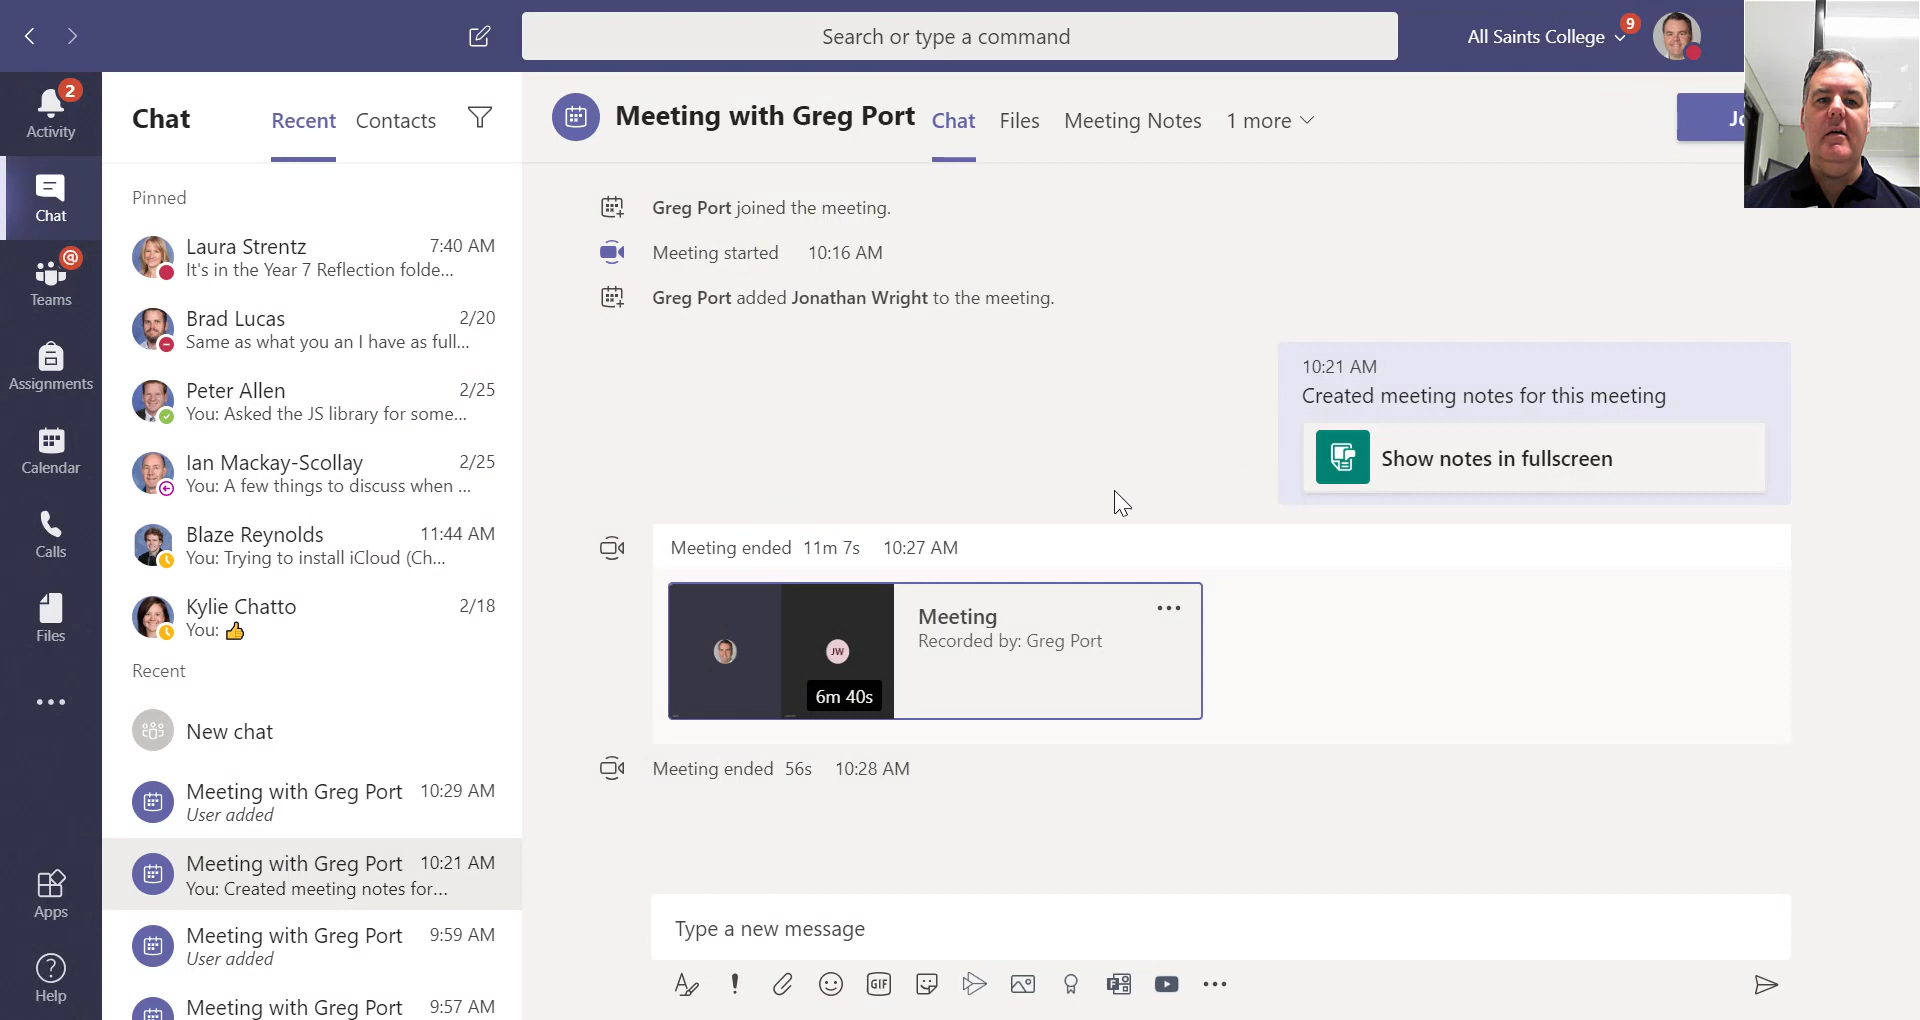 Search or type a command
All Saints College
9
2
Activity
Chat
Teams
Assignments
Calendar
Calls
Files
Apps
Help
Chat
Recent
Contacts
Pinned
Laura Strentz 7:40 AM
It's in the Year 7 Reflection folde...
Brad Lucas 2/20
Same as what you an I have as full...
Peter Allen 2/25
You: Asked the JS library for some...
Ian Mackay-Scollay 2/25
You: A few things to discuss when ...
Blaze Reynolds 11:44 AM
You: Trying to install iCloud (Ch...
Kylie Chatto 2/18
You: 👍
Recent
New chat
Meeting with Greg Port 10:29 AM
User added
Meeting with Greg Port 10:21 AM
You: Created meeting notes for...
Meeting with Greg Port 9:59 AM
User added
Meeting with Greg Port 9:57 AM
Meeting with Greg Port Chat Files Meeting Notes 1 more
Greg Port joined the meeting.
Meeting started 10:16 AM
Greg Port added Jonathan Wright to the meeting.
10:21 AM
Created meeting notes for this meeting
Show notes in fullscreen
Meeting ended 11m 7s 10:27 AM
JW
6m 40s
Meeting
Recorded by: Greg Port
Meeting ended 56s 10:28 AM
Type a new message
GIF